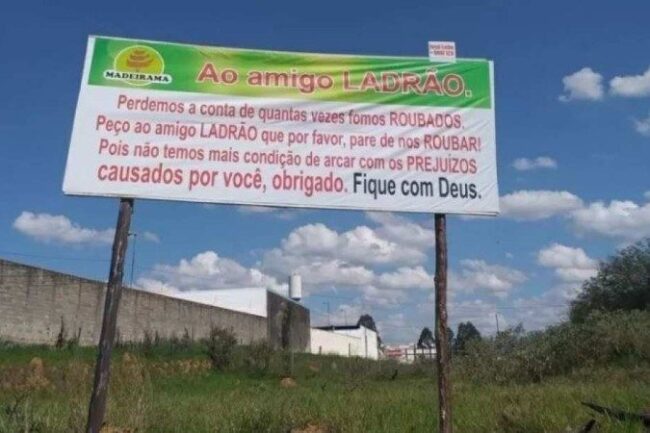 MADEIRAMA
Ao amigo LADRÃO.
Perdemos a conta de quantas vezes fomos ROUBADOS.
Peço ao amigo LADRÃO que por favor, pare de nos ROUBAR!
Pois não temos mais condição de arcar com os PREJUÍZOS
causados por você, obrigado. Fique com Deus.